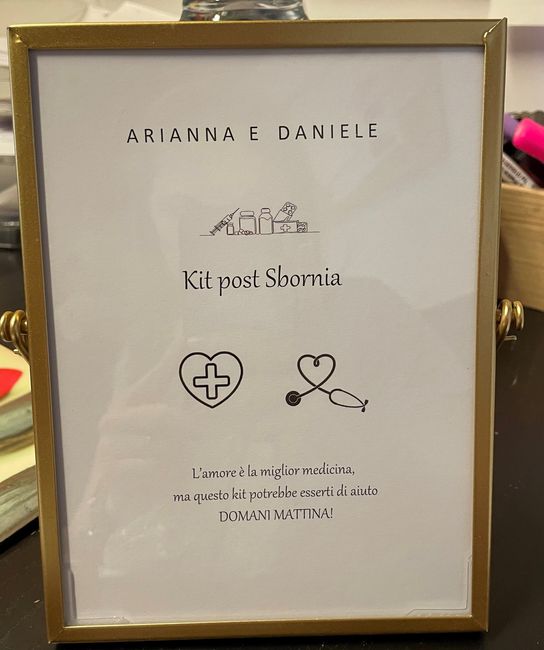 ARIANNA E DANIELE
Kit post Sbornia
L'amore è la miglior medicina,
ma questo kit potrebbe esserti di aiuto
DOMANI MATTINA!